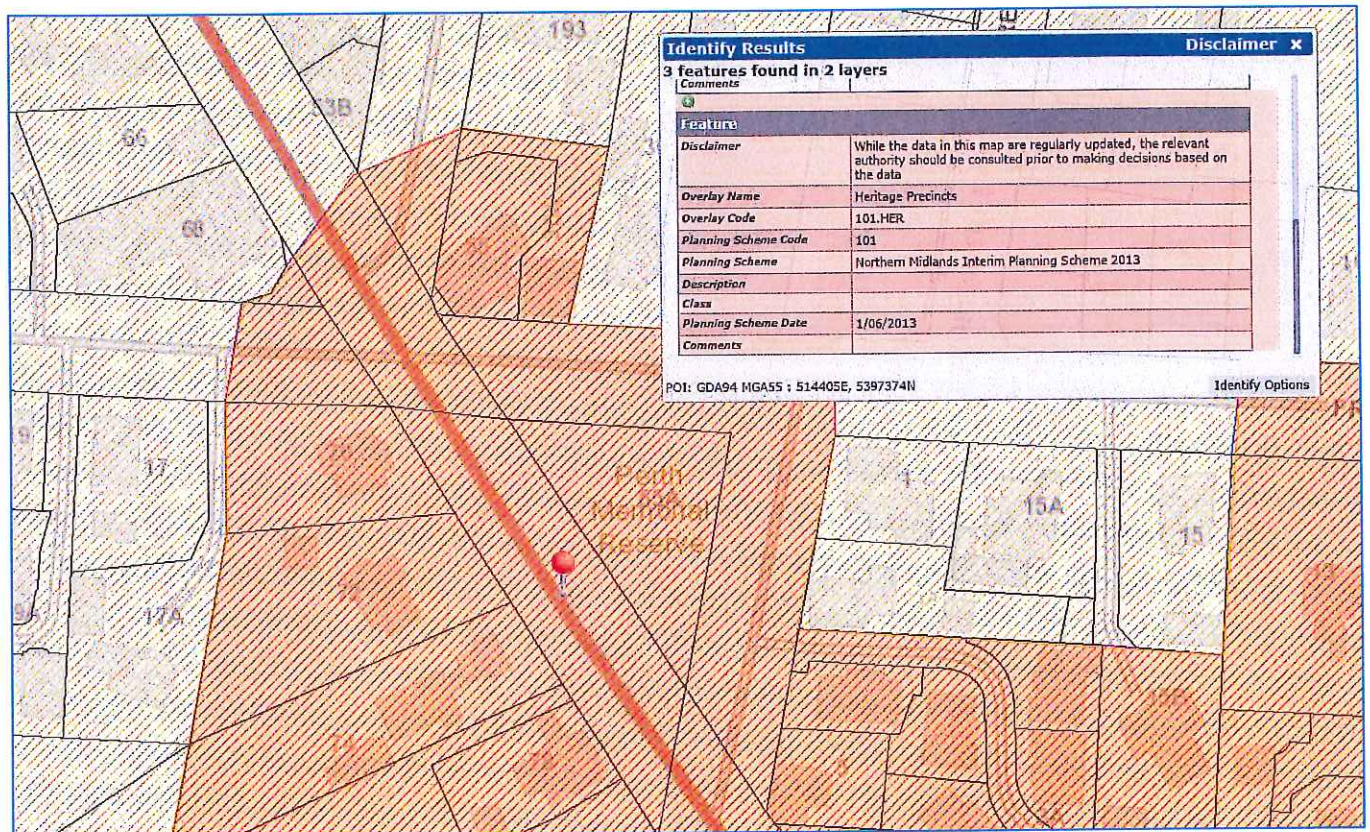 193
Identify Results Disclaimer x
3 features found in 2 layers
Comments
Feature
Disclaimer While the data in this map are regularly updated, the relevant
authority should be consulted prior to making decisions based on
the data
Overlay Name Heritage Precincts
Overlay Code 101.HER
Planning Scheme Code 101
Planning Scheme Northern Midlands Interim Planning Scheme 2013
Description
Class
Planning Scheme Date 1/06/2013
Comments
POI: GDA94 MGA55 : 514405E, 5397374N Identify Options
63B
66
68
17
Perth
Memorial
Reserve
1
15A
15
17A